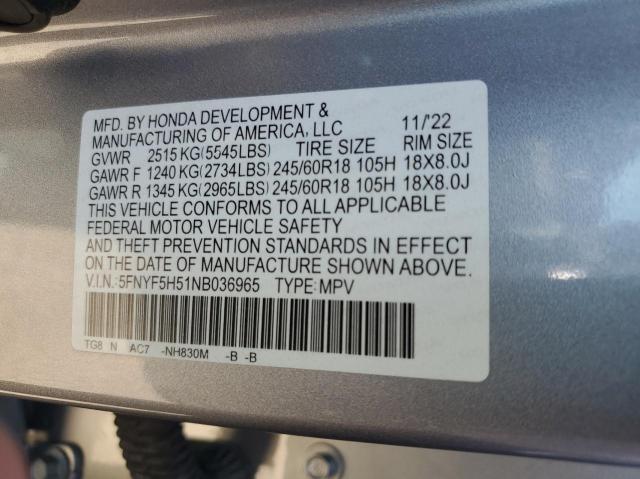 MFD. BY HONDA DEVELOPMENT &
MANUFACTURING OF AMERICA, LLC 11/'22
GVWR 2515 KG(5545LBS) TIRE SIZE RIM SIZE
GAWR F 1240 KG(2734LBS) 245/60R18 105H 18X8.0J
GAWR R 1345 KG(2965LBS) 245/60R18 105H 18X8.0J
THIS VEHICLE CONFORMS TO ALL APPLICABLE
FEDERAL MOTOR VEHICLE SAFETY
AND THEFT PREVENTION STANDARDS IN EFFECT
ON THE DATE OF MANUFACTURE SHOWN ABOVE.
V.I.N.:5FNYF5H51NB036965 TYPE:MPV
TG8 N AC7 -NH830M -B -B